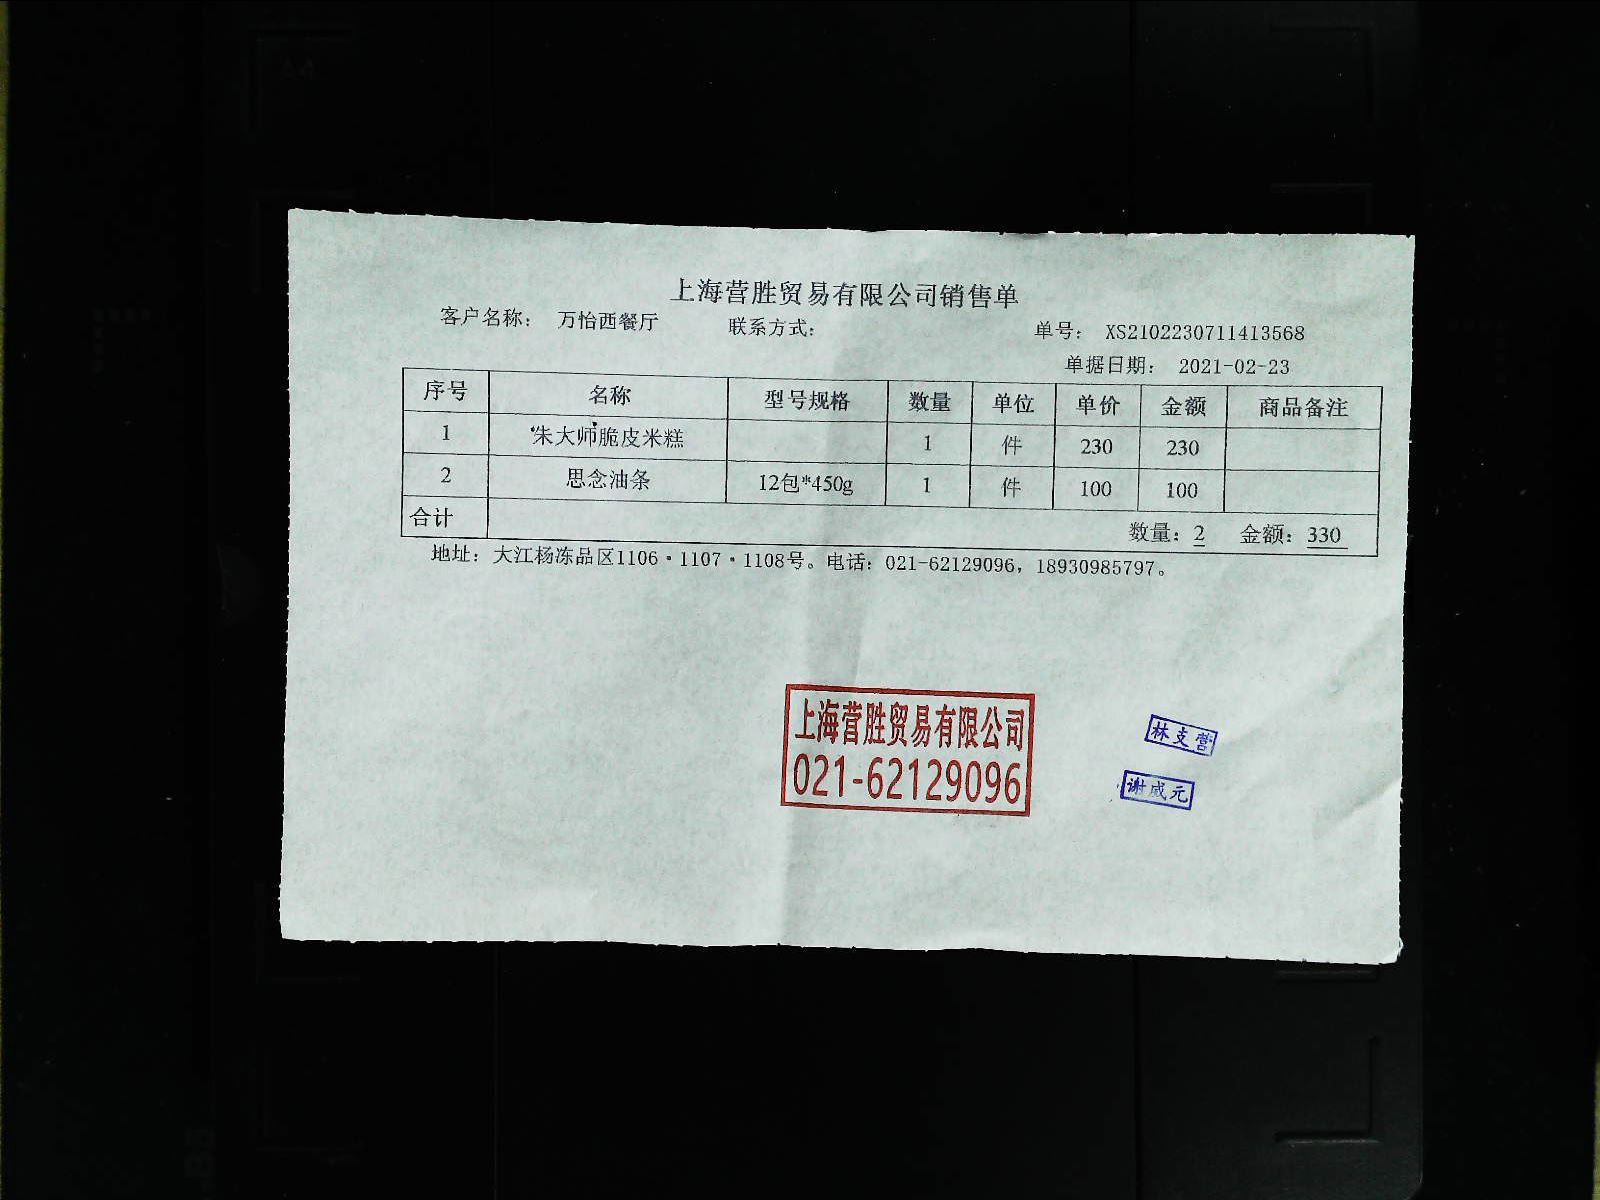 上海营胜贸易有限公司销售单
客户名称： 万怡西餐厅 联系方式： 单号： XS2102230711413568
单据日期： 2021-02-23
序号 名称 型号规格 数量 单位 单价 金额 商品备注
1 朱大师脆皮米糕 1 件 230 230
2 思念油条 12包*450g 1 件 100 100
合计 数量：2 金额：330
地址：大江杨冻品区1106·1107·1108号。电话：021-62129096，18930985797。
上海营胜贸易有限公司
021-62129096
林支营
谢威元